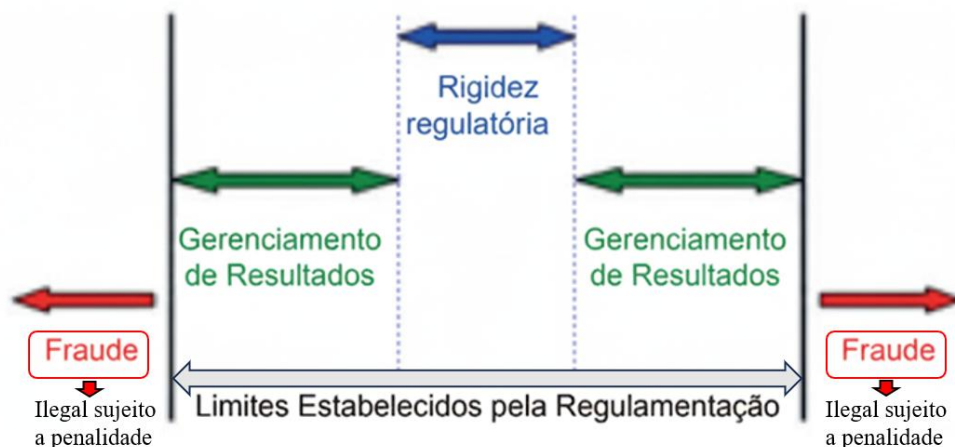 Rigidez
regulatória
Gerenciamento
de Resultados
Gerenciamento
de Resultados
Fraude
Fraude
Ilegal sujeito
a penalidade
Limites Estabelecidos pela Regulamentação
Ilegal sujeito
a penalidade